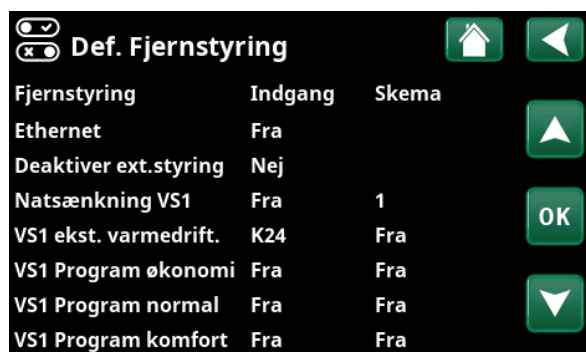 Def. Fjernstyring
Fjernstyring Indgang Skema
Ethernet Fra
Deaktiver ext.styring Nej
Natsænkning VS1 Fra 1
OK
VS1 ekst. varmedrift. K24 Fra
VS1 Program økonomi Fra Fra
VS1 Program normal Fra Fra
VS1 Program komfort Fra Fra